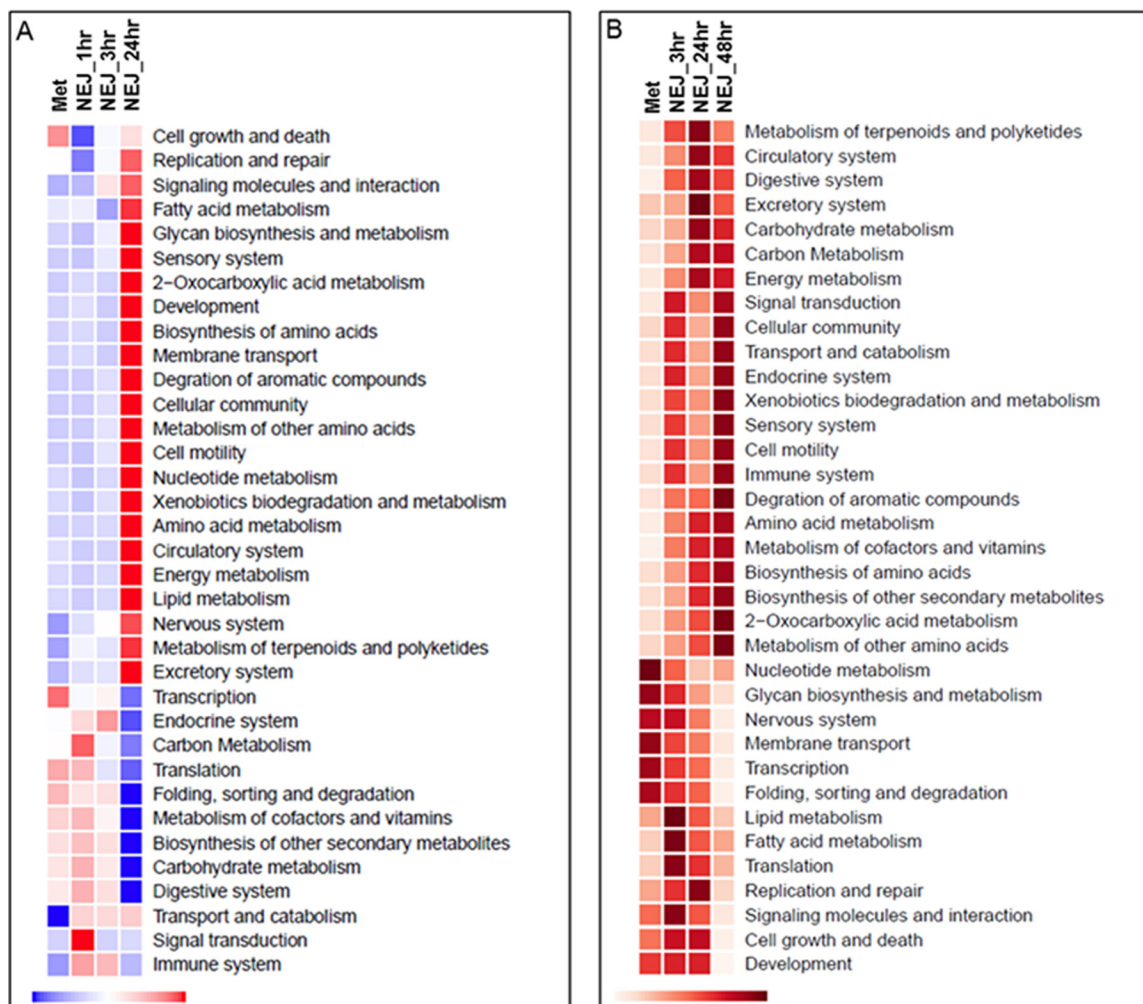 A
Met
NEJ_1hr
NEJ_3hr
NEJ_24hr
Cell growth and death
Replication and repair
Signaling molecules and interaction
Fatty acid metabolism
Glycan biosynthesis and metabolism
Sensory system
2−Oxocarboxylic acid metabolism
Development
Biosynthesis of amino acids
Membrane transport
Degration of aromatic compounds
Cellular community
Metabolism of other amino acids
Cell motility
Nucleotide metabolism
Xenobiotics biodegradation and metabolism
Amino acid metabolism
Circulatory system
Energy metabolism
Lipid metabolism
Nervous system
Metabolism of terpenoids and polyketides
Excretory system
Transcription
Endocrine system
Carbon Metabolism
Translation
Folding, sorting and degradation
Metabolism of cofactors and vitamins
Biosynthesis of other secondary metabolites
Carbohydrate metabolism
Digestive system
Transport and catabolism
Signal transduction
Immune system
B
Met
NEJ_3hr
NEJ_24hr
NEJ_48hr
Metabolism of terpenoids and polyketides
Circulatory system
Digestive system
Excretory system
Carbohydrate metabolism
Carbon Metabolism
Energy metabolism
Signal transduction
Cellular community
Transport and catabolism
Endocrine system
Xenobiotics biodegradation and metabolism
Sensory system
Cell motility
Immune system
Degration of aromatic compounds
Amino acid metabolism
Metabolism of cofactors and vitamins
Biosynthesis of amino acids
Biosynthesis of other secondary metabolites
2−Oxocarboxylic acid metabolism
Metabolism of other amino acids
Nucleotide metabolism
Glycan biosynthesis and metabolism
Nervous system
Membrane transport
Transcription
Folding, sorting and degradation
Lipid metabolism
Fatty acid metabolism
Translation
Replication and repair
Signaling molecules and interaction
Cell growth and death
Development